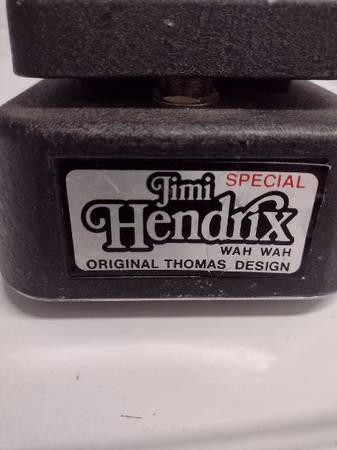 Jimi SPECIAL
Hendrix
WAH WAH
ORIGINAL THOMAS DESIGN